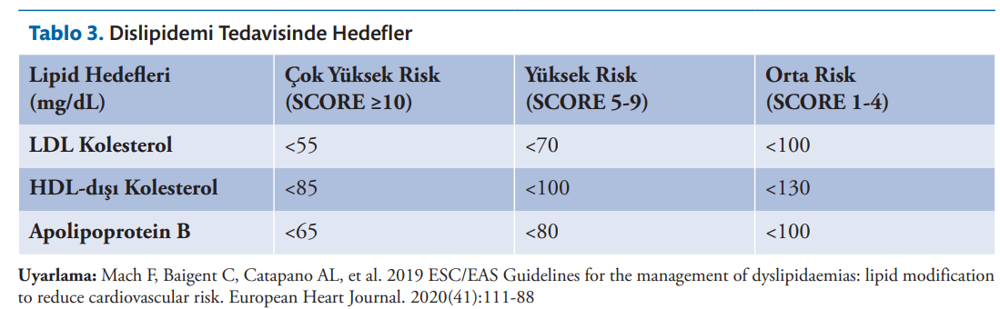 Tablo 3. Dislipidemi Tedavisinde Hedefler
Lipid Hedefleri (mg/dL) Çok Yüksek Risk (SCORE ≥10) Yüksek Risk (SCORE 5-9) Orta Risk (SCORE 1-4)
LDL Kolesterol <55 <70 <100
HDL-dışı Kolesterol <85 <100 <130
Apolipoprotein B <65 <80 <100
Uyarlama: Mach F, Baigent C, Catapano AL, et al. 2019 ESC/EAS Guidelines for the management of dyslipidaemias: lipid modification
to reduce cardiovascular risk. European Heart Journal. 2020(41):111-88